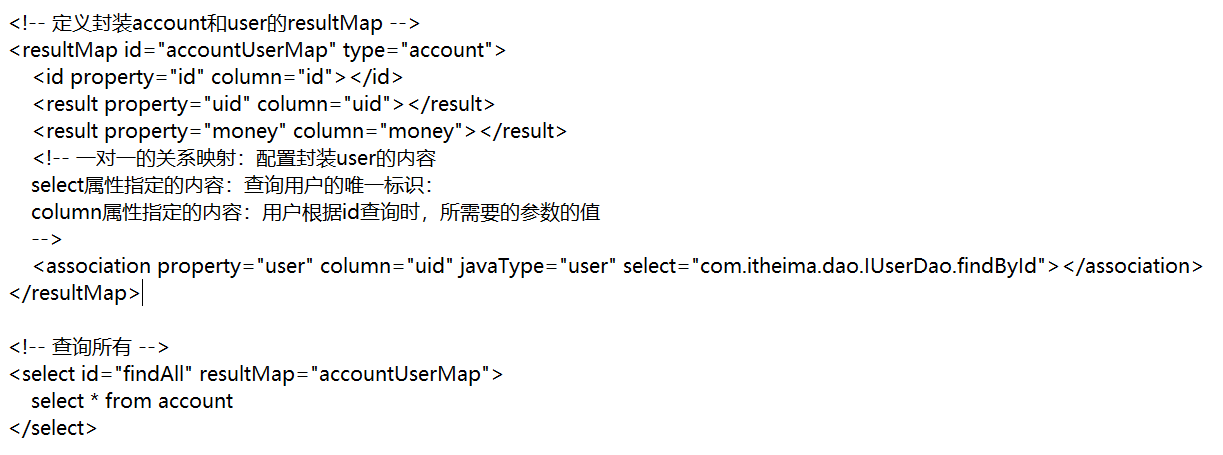 <!-- 定义封装account和user的resultMap -->
<resultMap id="accountUserMap" type="account">
    <id property="id" column="id"></id>
    <result property="uid" column="uid"></result>
    <result property="money" column="money"></result>
    <!-- 一对一的关系映射：配置封装user的内容
    select属性指定的内容：查询用户的唯一标识：
    column属性指定的内容：用户根据id查询时，所需要的参数的值
    -->
    <association property="user" column="uid" javaType="user" select="com.itheima.dao.IUserDao.findById"></association>
</resultMap>

<!-- 查询所有 -->
<select id="findAll" resultMap="accountUserMap">
    select * from account
</select>